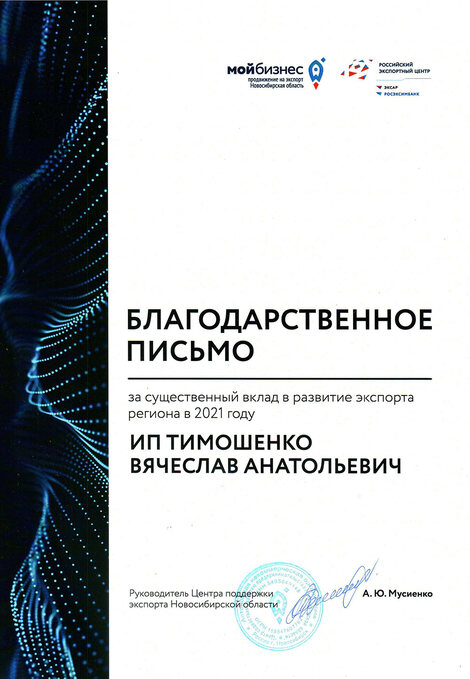 мойбизнес
продвижение на экспорт
Новосибирская область
РОССИЙСКИЙ
ЭКСПОРТНЫЙ ЦЕНТР
ЭКСАР
РОСЭКСИМБАНК
БЛАГОДАРСТВЕННОЕ
ПИСЬМО
за существенный вклад в развитие экспорта
региона в 2021 году
ИП ТИМОШЕНКО
ВЯЧЕСЛАВ АНАТОЛЬЕВИЧ
Руководитель Центра поддержки
экспорта Новосибирской области
А. Ю. Мусиенко